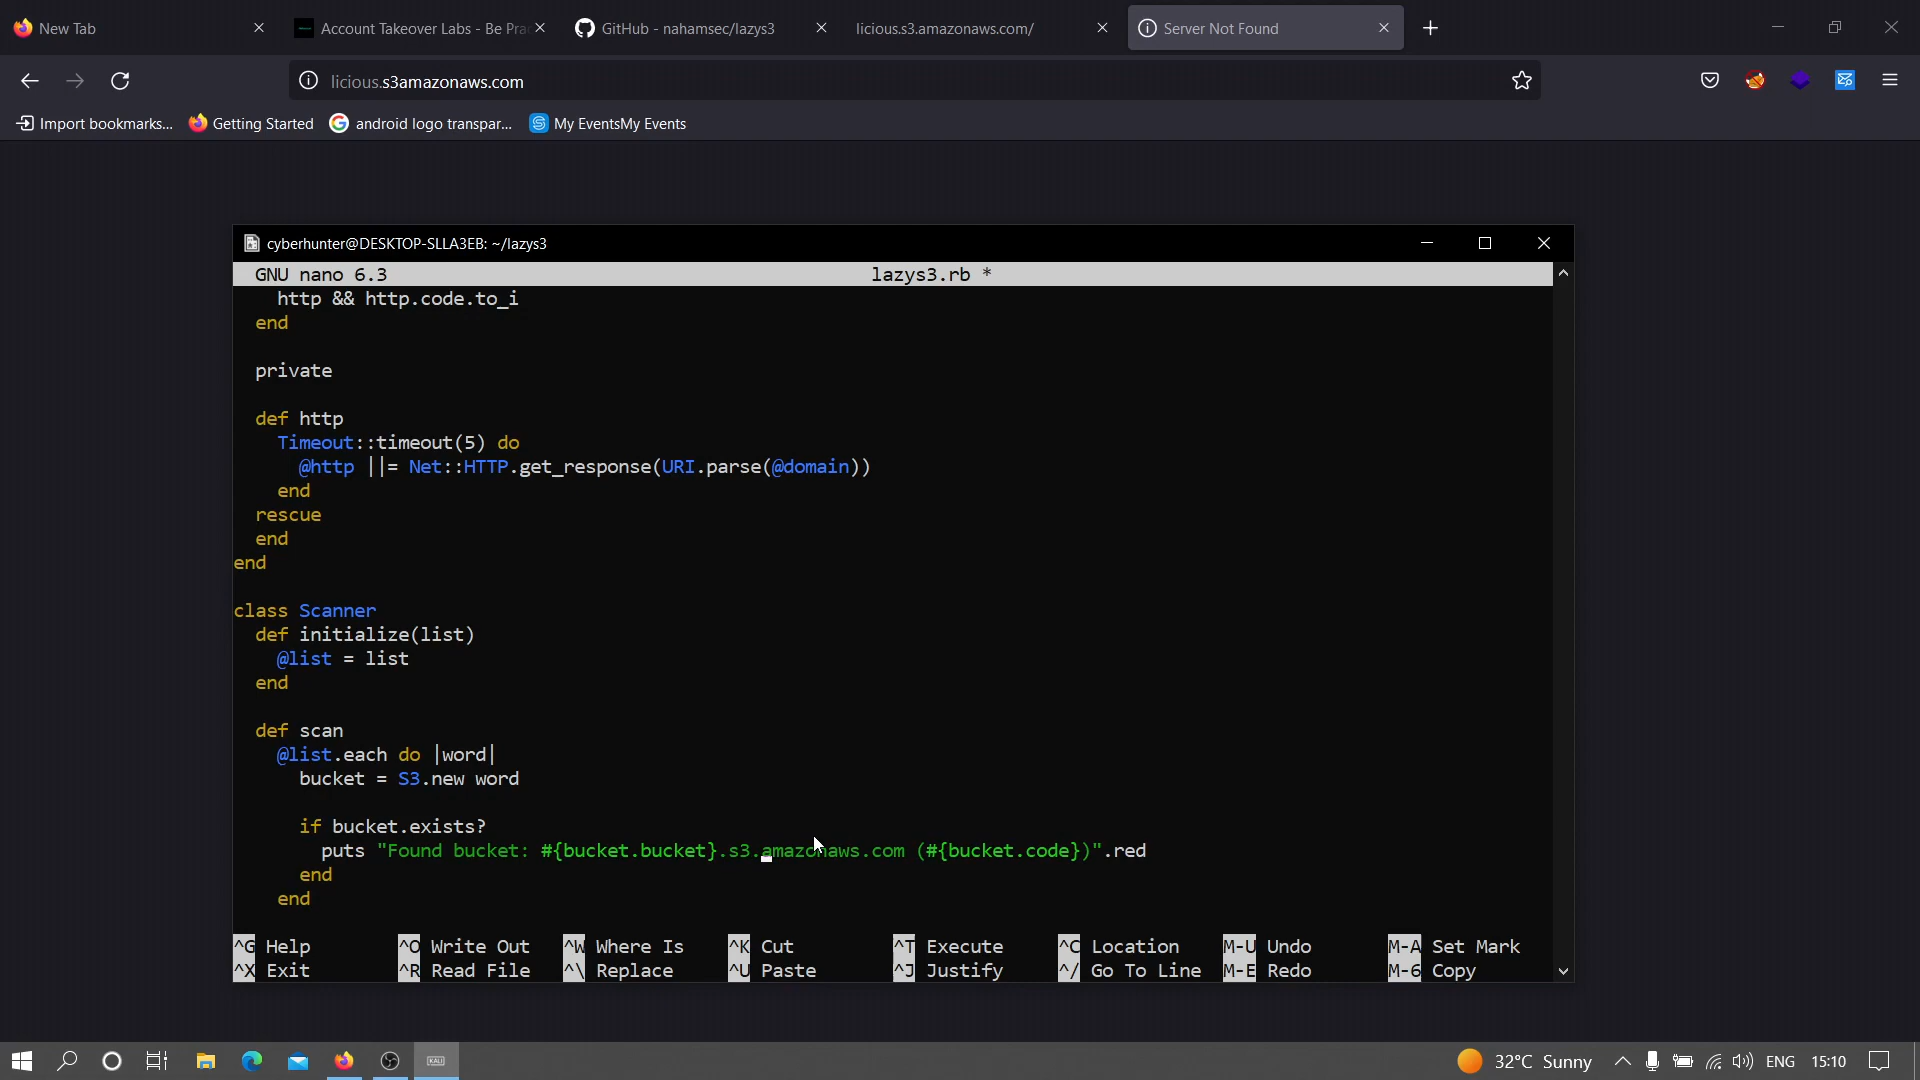 New Tab
Account Takeover Labs - Be Prac
GitHub - nahamsec/lazys3
licious.s3.amazonaws.com/
Server Not Found
licious.s3amazonaws.com
Import bookmarks...
Getting Started
android logo transpar...
My EventsMy Events
cyberhunter@DESKTOP-SLLA3EB: ~/lazys3
GNU nano 6.3 lazys3.rb *
http && http.code.to_i
end
private
def http
Timeout::timeout(5) do
@http ||= Net::HTTP.get_response(URI.parse(@domain))
end
rescue
end
end
class Scanner
def initialize(list)
@list = list
end
def scan
@list.each do |word|
bucket = S3.new word
if bucket.exists?
puts "Found bucket: #{bucket.bucket}.s3.amazonaws.com (#{bucket.code})".red
end
end
^G Help ^O Write Out ^W Where Is ^K Cut ^T Execute ^C Location M-U Undo M-A Set Mark
^X Exit ^R Read File ^\ Replace ^U Paste ^J Justify ^/ Go To Line M-E Redo M-6 Copy
KALI
32°C Sunny
ENG
15:10